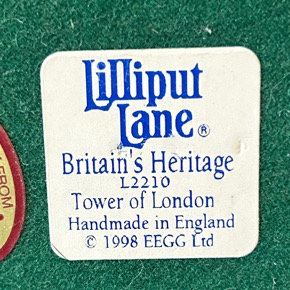 Lilliput
Lane®
Britain's Heritage
L2210
Tower of London
Handmade in England
© 1998 EEGG Ltd